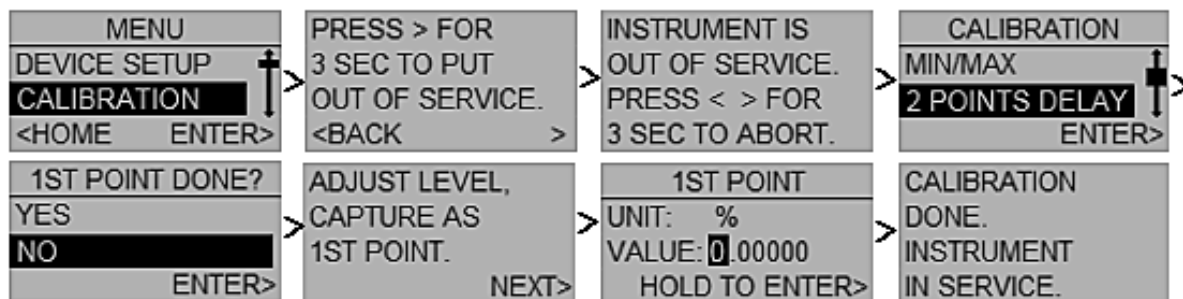 MENU
DEVICE SETUP
CALIBRATION
<HOME ENTER>
>
PRESS > FOR
3 SEC TO PUT
OUT OF SERVICE.
<BACK >
>
INSTRUMENT IS
OUT OF SERVICE.
PRESS < > FOR
3 SEC TO ABORT.
>
CALIBRATION
MIN/MAX
2 POINTS DELAY
ENTER>
>
1ST POINT DONE?
YES
NO
ENTER>
>
ADJUST LEVEL,
CAPTURE AS
1ST POINT.
NEXT>
>
1ST POINT
UNIT: %
VALUE: 0.00000
HOLD TO ENTER>
>
CALIBRATION
DONE.
INSTRUMENT
IN SERVICE.